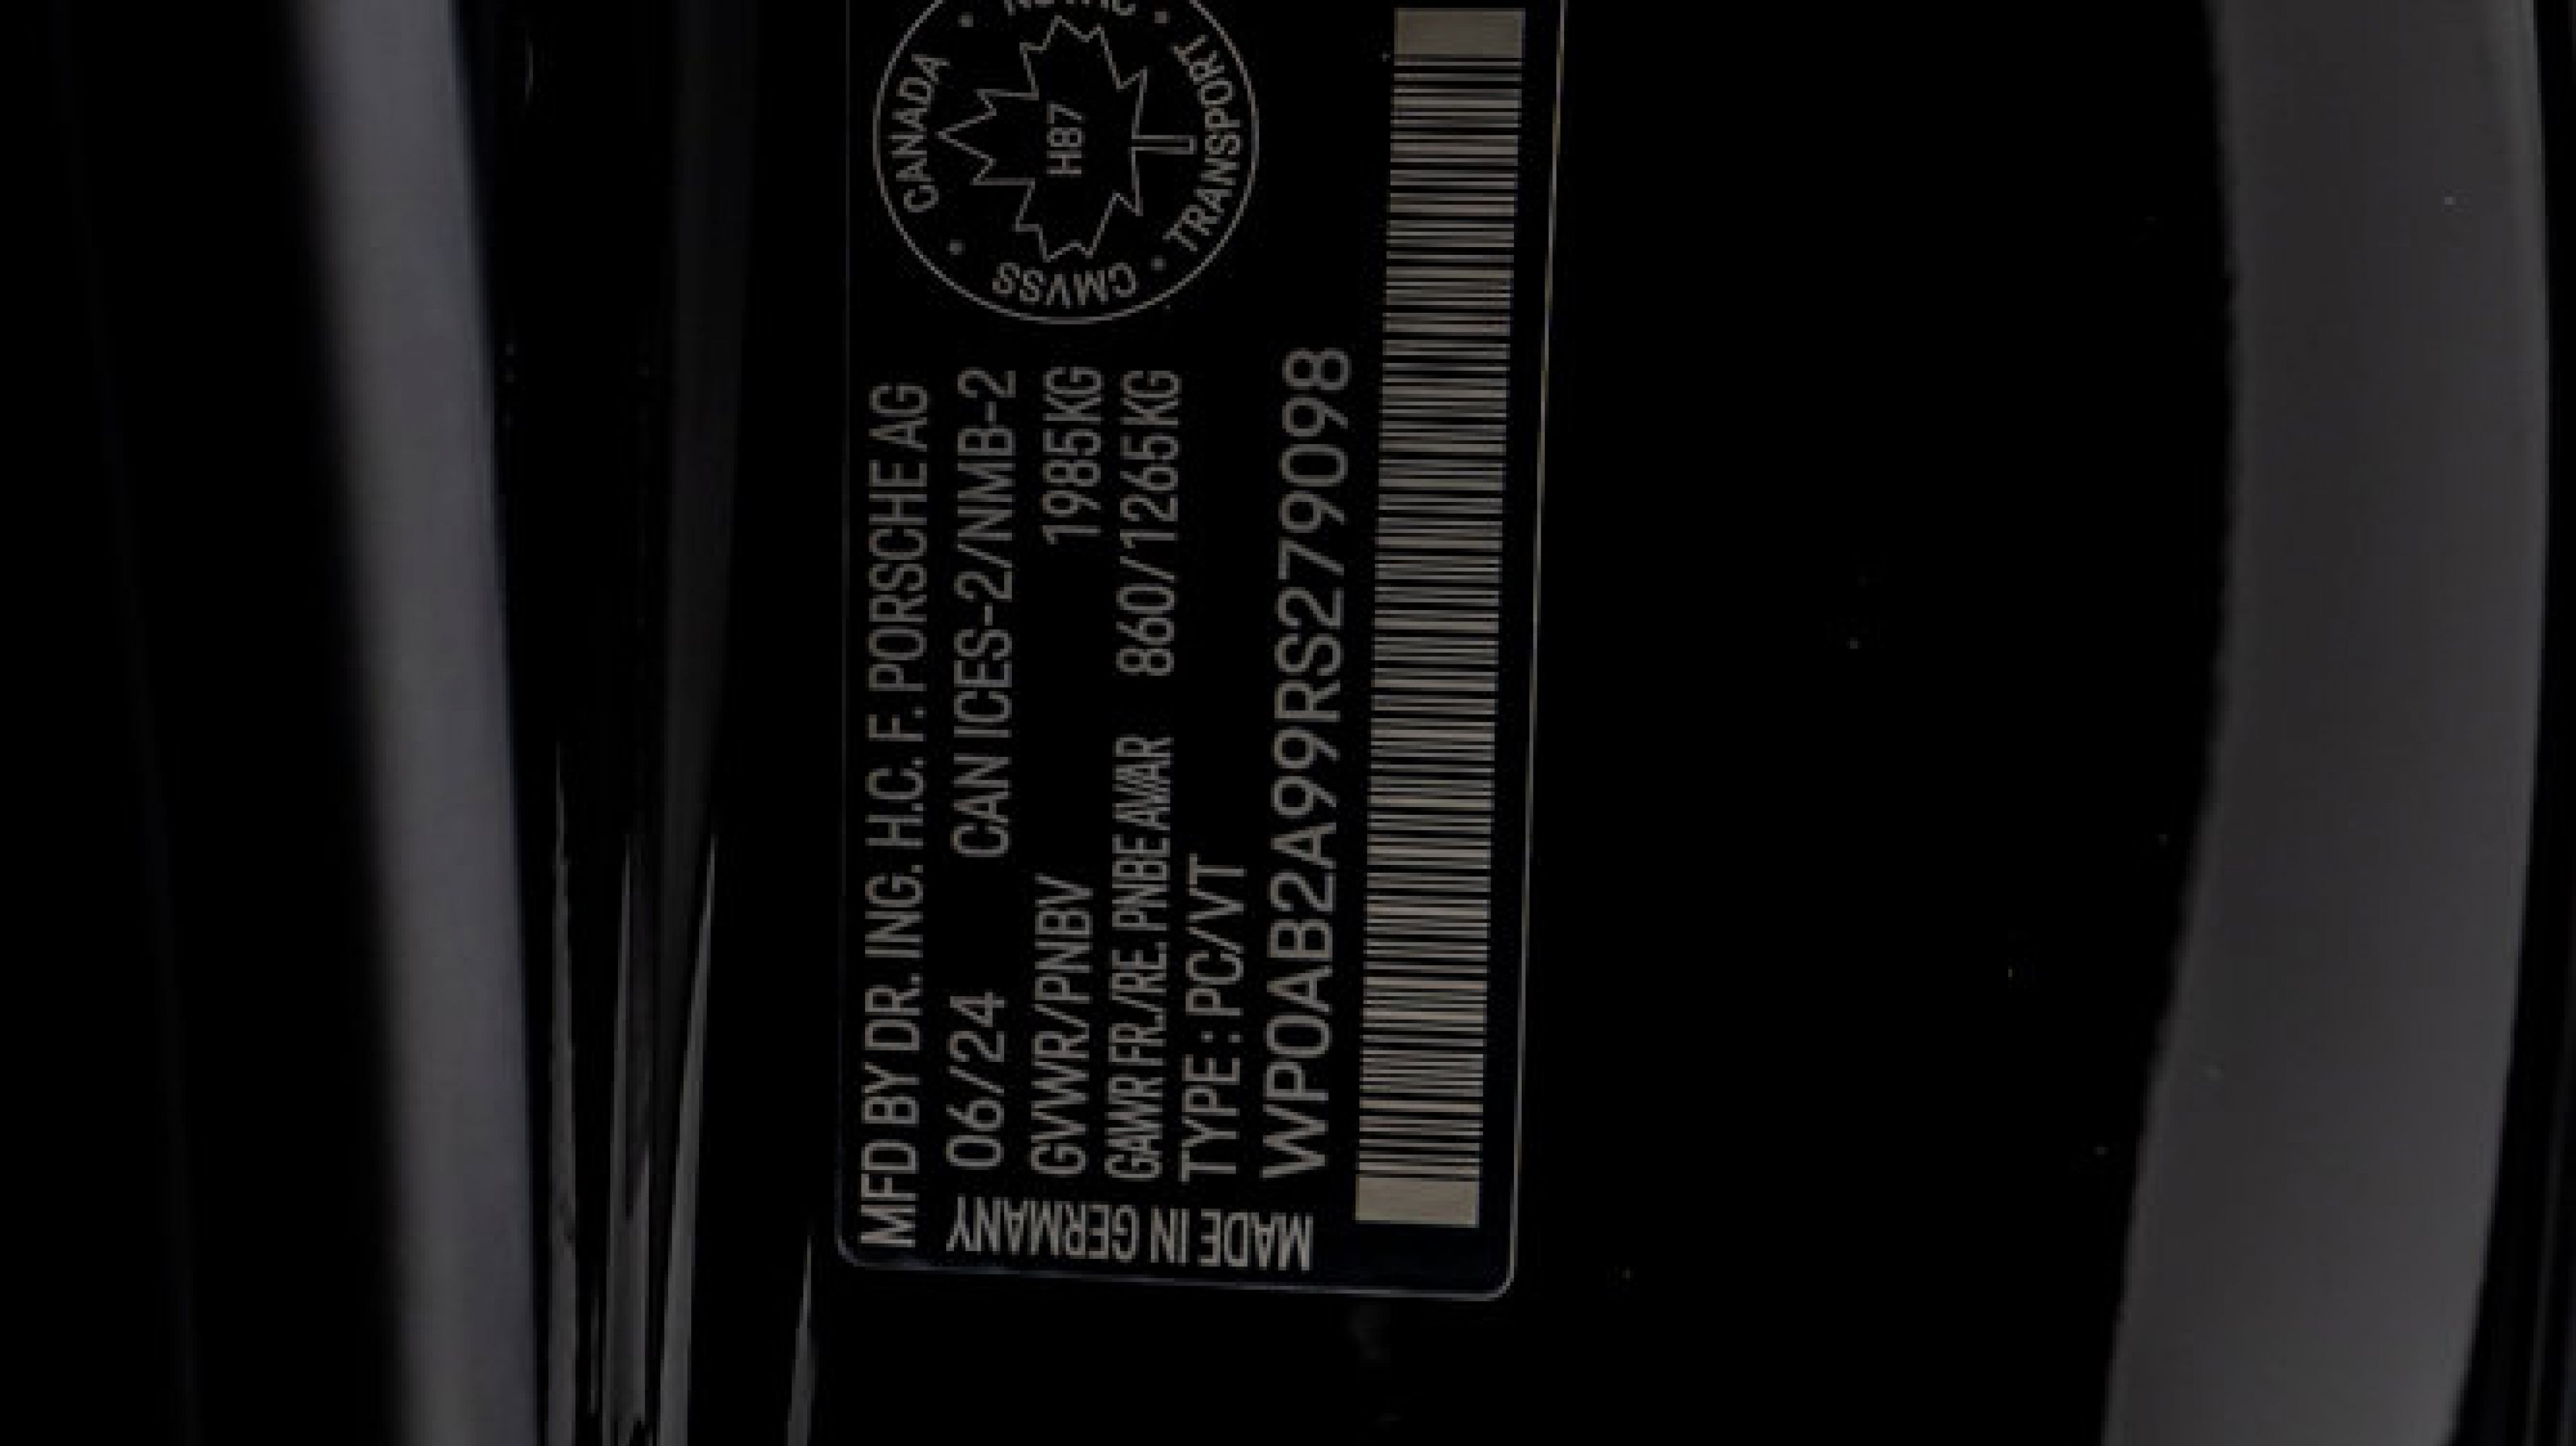 MFD BY DR. ING. H.C. F. PORSCHE AG
06/24 CAN ICES-2/NMB-2
GVWR/PNBV 1985KG
GAWR FR./RE. PNBE AV/AR 860/1265KG
TYPE : PC/VT
WP0AB2A99RS279098
MADE IN GERMANY
CANADA
TRANSPORT
CMVSS
H87